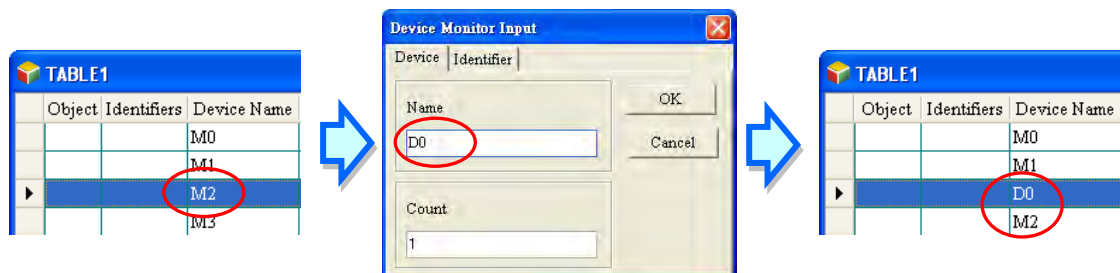 TABLE1
Object Identifiers Device Name
M0
M1
M2
M3
Device Monitor Input
Device Identifier
Name
D0
OK
Cancel
Count
1
TABLE1
Object Identifiers Device Name
M0
M1
D0
M2